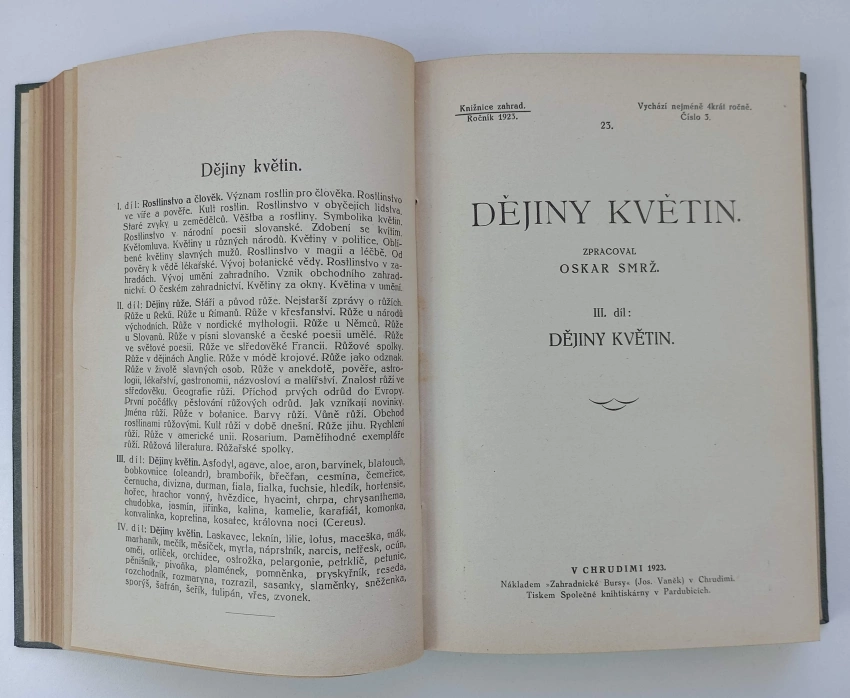 Dějiny květin.
I. díl: Rostlinstvo a člověk. Význam rostlin pro člověka. Rostlinstvo
ve víře a pověře. Kult rostlin. Rostlinstvo v obyčejích lidstva.
Staré zvyky u zemědělců. Věštba a rostliny. Symbolika květin.
Rostlinstvo v národní poesii slovanské. Zdobení se kvítím.
Květomluva. Květiny u různých národů. Květiny v politice. Oblí-
bené květiny slavných mužů. Rostlinstvo v magii a léčbě. Od
pověry k vědě lékařské. Vývoj botanické vědy. Rostlinstvo v za-
hradách. Vývoj umění zahradního. Vznik obchodního zahrad-
nictví. O českém zahradnictví. Květiny za okny. Květina v umění.
II. díl: Dějiny růže. Stáří a původ růže. Nejstarší zprávy o růžích.
Růže u Řeků. Růže u Římanů. Růže v křesťanství. Růže u národů
východních. Růže v nordické mythologii. Růže u Němců. Růže
u Slovanů. Růže v písni slovanské a české poesii umělé. Růže
ve světové poesii. Růže ve středověké Francii. Růžové spolky.
Růže v dějinách Anglie. Růže v módě krojové. Růže jako odznak.
Růže v životě slavných osob. Růže v anekdotě, pověře, astro-
logii, lékařství, gastronomii, názvosloví a malířství. Znalost růží ve
středověku. Geografie růží. Příchod prvých odrůd do Evropy.
První počátky pěstování růžových odrůd. Jak vznikají novinky.
Jména růží. Růže v botanice. Barvy růží. Vůně růží. Obchod
rostlinami růžovými. Kult růží v době dnešní. Růže jihu. Rychlení
růží. Růže v americké unii. Rosarium. Pamětihodné exempláře
růží. Růžová literatura. Růžařské spolky.
III. díl: Dějiny květin. Asfodyl, agave, aloe, aron, barvínek, blatouch,
bobkovnice (oleandr), brambořík, břečťan, cesmína, čemeřice,
černucha, divizna, durman, fiala, fialka, fuchsie, hledík, hortensie,
hořec, hrachor vonný, hvězdice, hyacint, chrpa, chrysanthema,
chudobka, jasmín, jiřinka, kalina, kamelie, karafiát, komonka,
konvalinka, kopretina, kosatec, královna noci (Cereus).
IV. díl: Dějiny květin. Laskavec, leknín, lilie, lotus, maceška, mák,
mařinník, mečík, měsíček, myrta, náprstník, narcis, netřesk, ocún,
oměj, orlíček, orchidee, ostrožka, pelargonie, petrklíč, petunie,
pěnišník, pivoňka, plamének, pomněnka, pryskyřník, reseda,
rozchodník, rozmaryna, rozrazil, sasanky, slaměnky, sněženka,
sporýš, šafrán, šeřík, tulipán, vřes, zvonek.
Knižnice zahrad.
Ročník 1923.
Vychází nejméně 4krát ročně.
Číslo 3.
23.
DĚJINY KVĚTIN.
ZPRACOVAL
OSKAR SMRŽ.
III. díl:
DĚJINY KVĚTIN.
V CHRUDIMI 1923.
Nákladem »Zahradnické Bursy« (Jos. Vaněk) v Chrudimi.
Tiskem Společné knihtiskárny v Pardubicích.